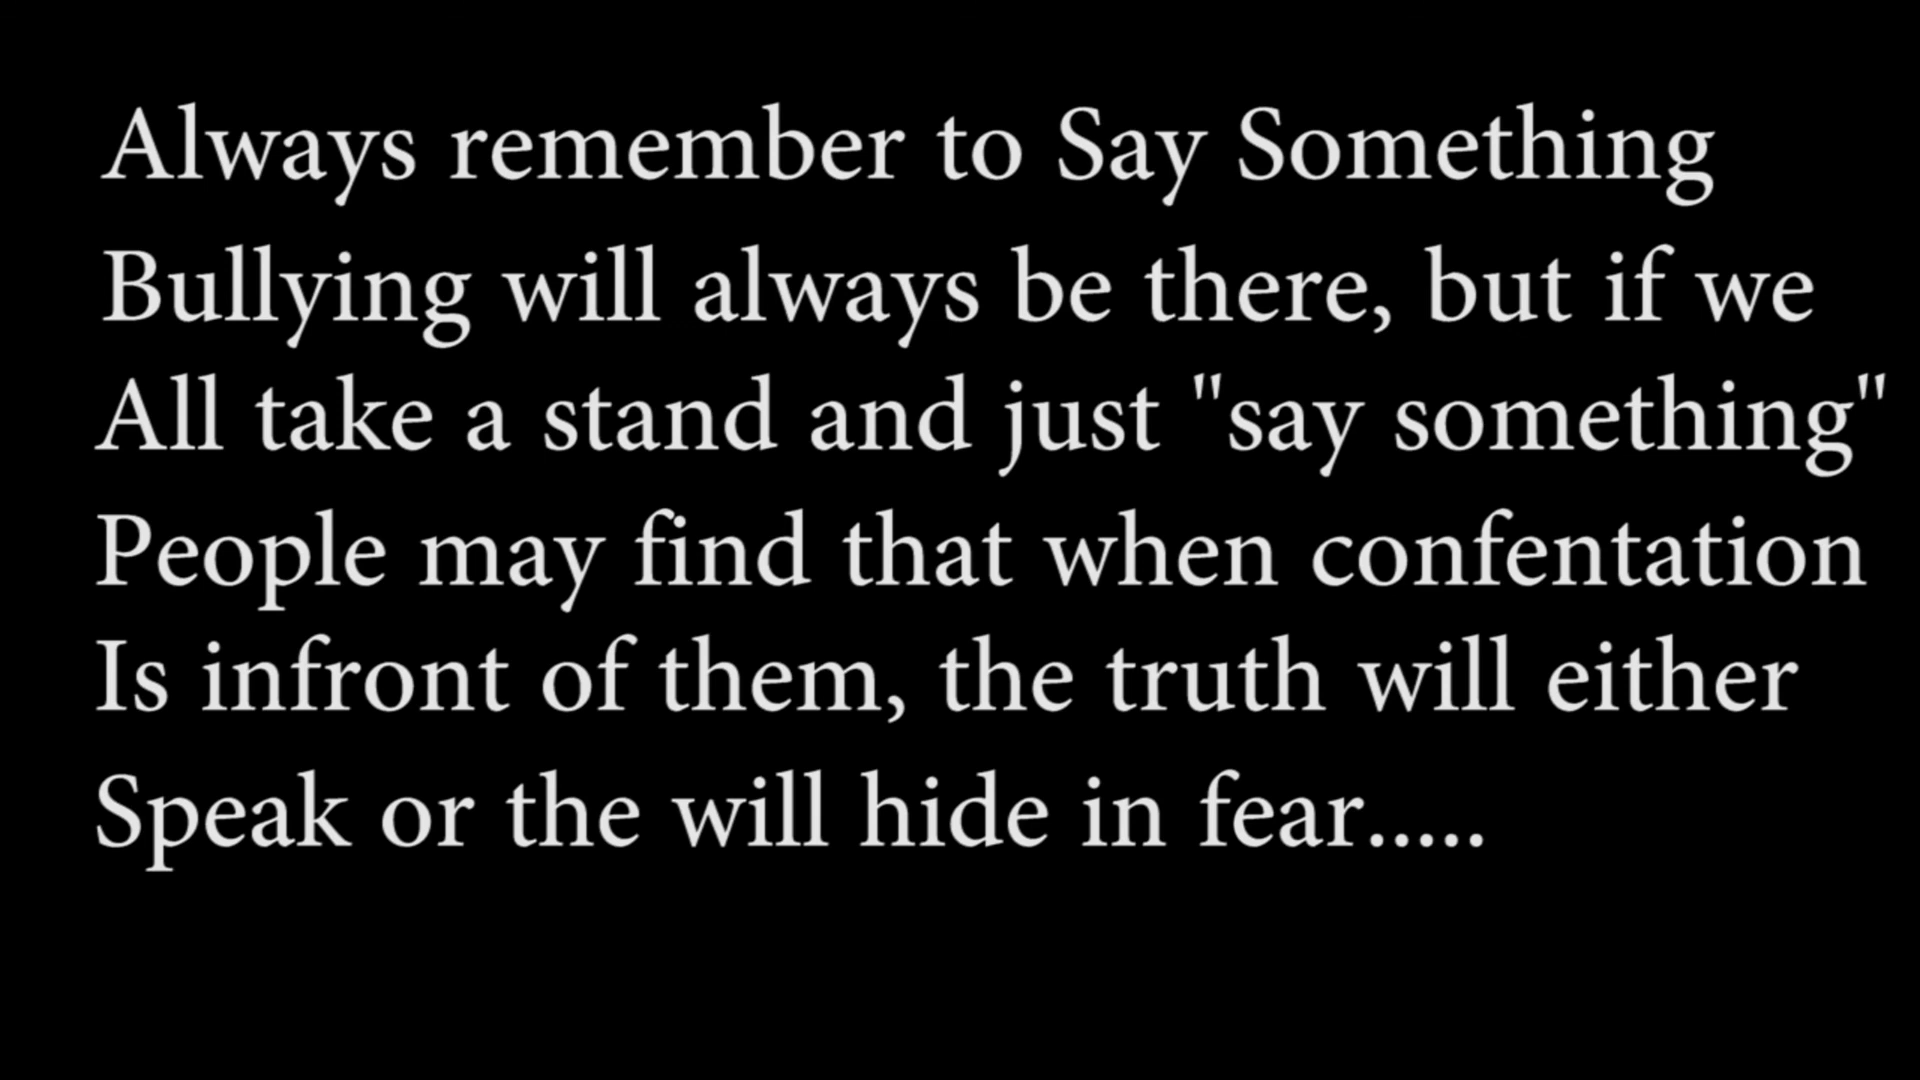 Always remember to Say Something
Bullying will always be there, but if we
All take a stand and just "say something"
People may find that when confentation
Is infront of them, the truth will either
Speak or the will hide in fear.....